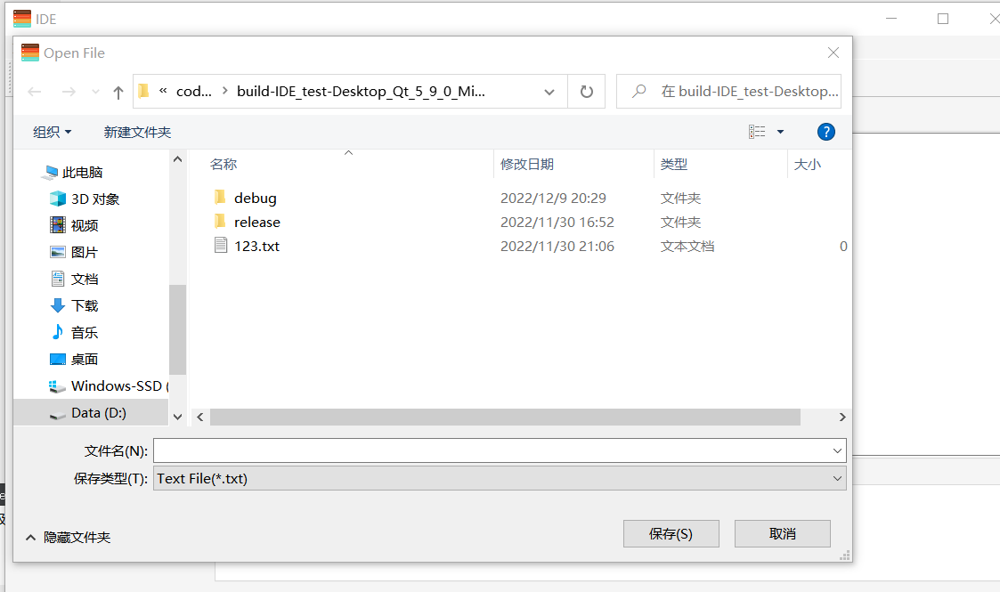 IDE
Open File
« cod... > build-IDE_test-Desktop_Qt_5_9_0_Mi...
在 build-IDE_test-Desktop...
组织 新建文件夹
?
名称 修改日期 类型 大小
此电脑
3D 对象
视频
图片
文档
下载
音乐
桌面
Windows-SSD (
Data (D:)
debug 2022/12/9 20:29 文件夹
release 2022/11/30 16:52 文件夹
123.txt 2022/11/30 21:06 文本文档 0
文件名(N):
保存类型(T): Text File(*.txt)
隐藏文件夹
保存(S) 取消